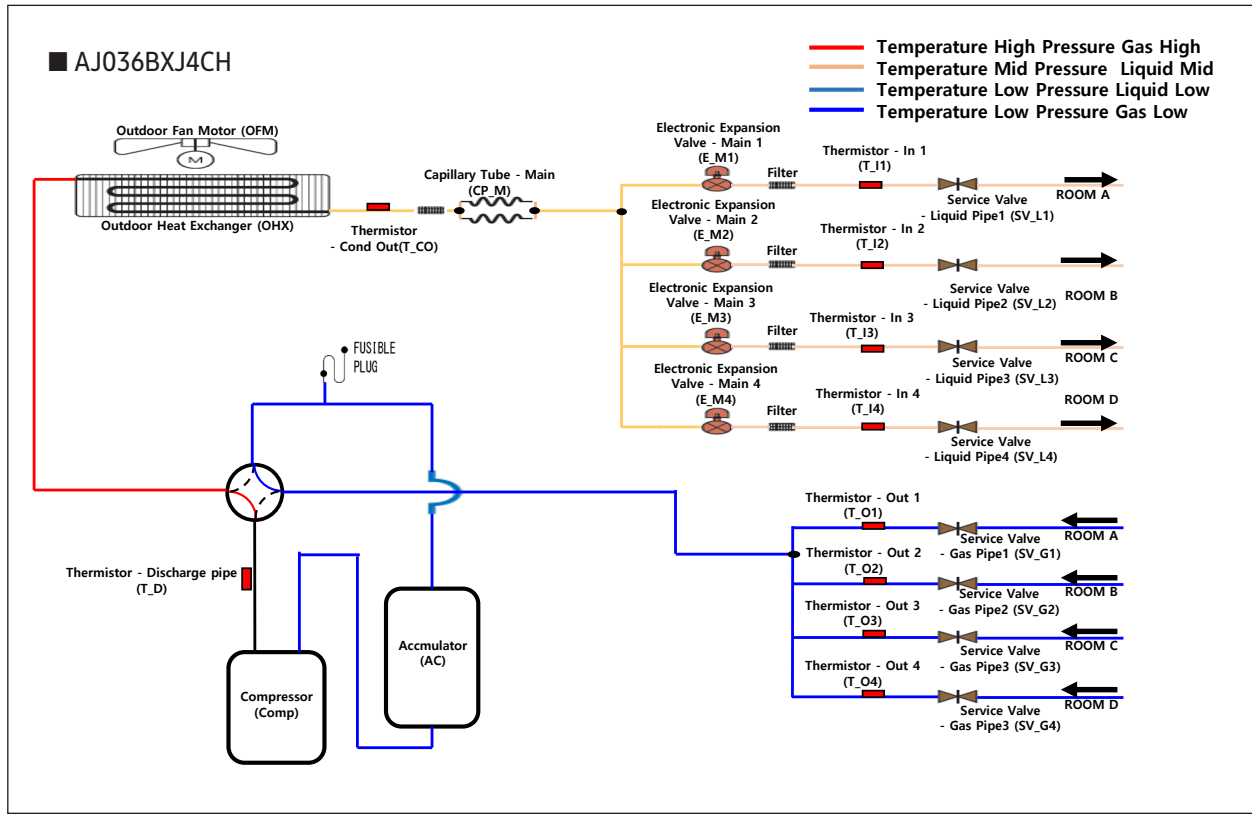 ■ AJ036BXJ4CH
Temperature High Pressure Gas High
Temperature Mid Pressure Liquid Mid
Temperature Low Pressure Liquid Low
Temperature Low Pressure Gas Low
Outdoor Fan Motor (OFM)
M
Outdoor Heat Exchanger (OHX)
Thermistor
- Cond Out(T_CO)
Capillary Tube - Main
(CP_M)
Electronic Expansion
Valve - Main 1
(E_M1)
Filter
Thermistor - In 1
(T_I1)
Service Valve
- Liquid Pipe1 (SV_L1)
ROOM A
Electronic Expansion
Valve - Main 2
(E_M2)
Filter
Thermistor - In 2
(T_I2)
Service Valve
- Liquid Pipe2 (SV_L2)
ROOM B
Electronic Expansion
Valve - Main 3
(E_M3)
Filter
Thermistor - In 3
(T_I3)
Service Valve
- Liquid Pipe3 (SV_L3)
ROOM C
Electronic Expansion
Valve - Main 4
(E_M4)
Filter
Thermistor - In 4
(T_I4)
Service Valve
- Liquid Pipe4 (SV_L4)
ROOM D
FUSIBLE
PLUG
Thermistor - Discharge pipe
(T_D)
Compressor
(Comp)
Accmulator
(AC)
Thermistor - Out 1
(T_O1)
Service Valve
- Gas Pipe1 (SV_G1)
ROOM A
Thermistor - Out 2
(T_O2)
Service Valve
- Gas Pipe2 (SV_G2)
ROOM B
Thermistor - Out 3
(T_O3)
Service Valve
- Gas Pipe3 (SV_G3)
ROOM C
Thermistor - Out 4
(T_O4)
Service Valve
- Gas Pipe3 (SV_G4)
ROOM D